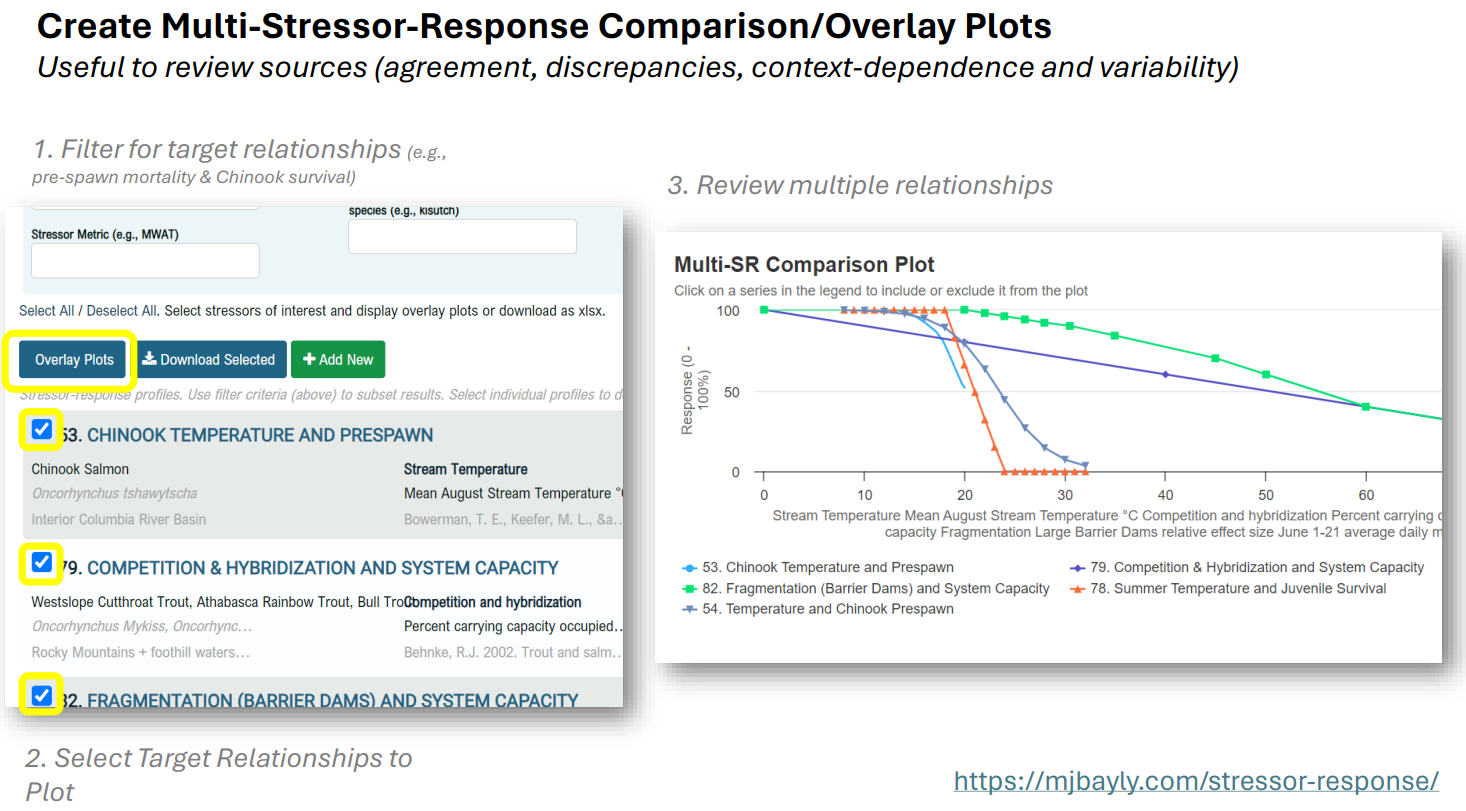 Create Multi-Stressor-Response Comparison/Overlay Plots
Useful to review sources (agreement, discrepancies, context-dependence and variability)
1. Filter for target relationships (e.g.,
pre-spawn mortality & Chinook survival)
species (e.g., kisutch)
Stressor Metric (e.g., MWAT)
Select All / Deselect All. Select stressors of interest and display overlay plots or download as xlsx.
Overlay Plots
Download Selected
Add New
Stressor-response profiles. Use filter criteria (above) to subset results. Select individual profiles to d
53. CHINOOK TEMPERATURE AND PRESPAWN
Chinook Salmon
Stream Temperature
Oncorhynchus tshawytscha
Mean August Stream Temperature °
Interior Columbia River Basin
Bowerman, T. E., Keefer, M. L., &a...
79. COMPETITION & HYBRIDIZATION AND SYSTEM CAPACITY
Westslope Cutthroat Trout, Athabasca Rainbow Trout, Bull Tro
Competition and hybridization
Oncorhynchus Mykiss, Oncorhync...
Percent carrying capacity occupied...
Rocky Mountains + foothill waters...
Behnke, R.J. 2002. Trout and salm...
82. FRAGMENTATION (BARRIER DAMS) AND SYSTEM CAPACITY
2. Select Target Relationships to
Plot
3. Review multiple relationships
Multi-SR Comparison Plot
Click on a series in the legend to include or exclude it from the plot
Response (0 -
100%)
100
50
0
0 10 20 30 40 50 60
Stream Temperature Mean August Stream Temperature °C Competition and hybridization Percent carrying c
capacity Fragmentation Large Barrier Dams relative effect size June 1-21 average daily m
53. Chinook Temperature and Prespawn
79. Competition & Hybridization and System Capacity
82. Fragmentation (Barrier Dams) and System Capacity
78. Summer Temperature and Juvenile Survival
54. Temperature and Chinook Prespawn
https://mjbayly.com/stressor-response/